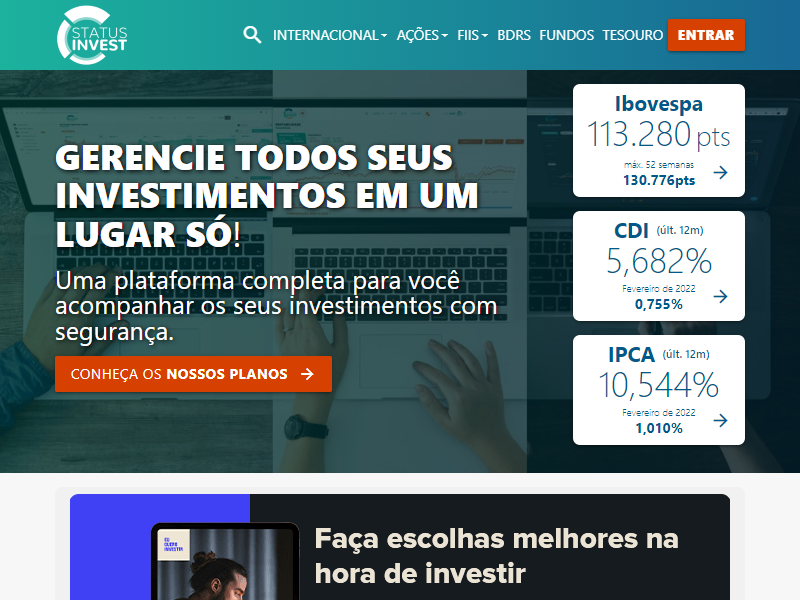 STATUS
INVEST
INTERNACIONAL AÇÕES FIIS BDRS FUNDOS TESOURO ENTRAR
GERENCIE TODOS SEUS
INVESTIMENTOS EM UM
LUGAR SÓ!
Uma plataforma completa para você
acompanhar os seus investimentos com
segurança.
CONHEÇA OS NOSSOS PLANOS
Ibovespa
113.280 pts
máx. 52 semanas
130.776pts
CDI (últ. 12m)
5,682%
Fevereiro de 2022
0,755%
IPCA (últ. 12m)
10,544%
Fevereiro de 2022
1,010%
EU
QUERO
INVESTIR
Faça escolhas melhores na
hora de investir